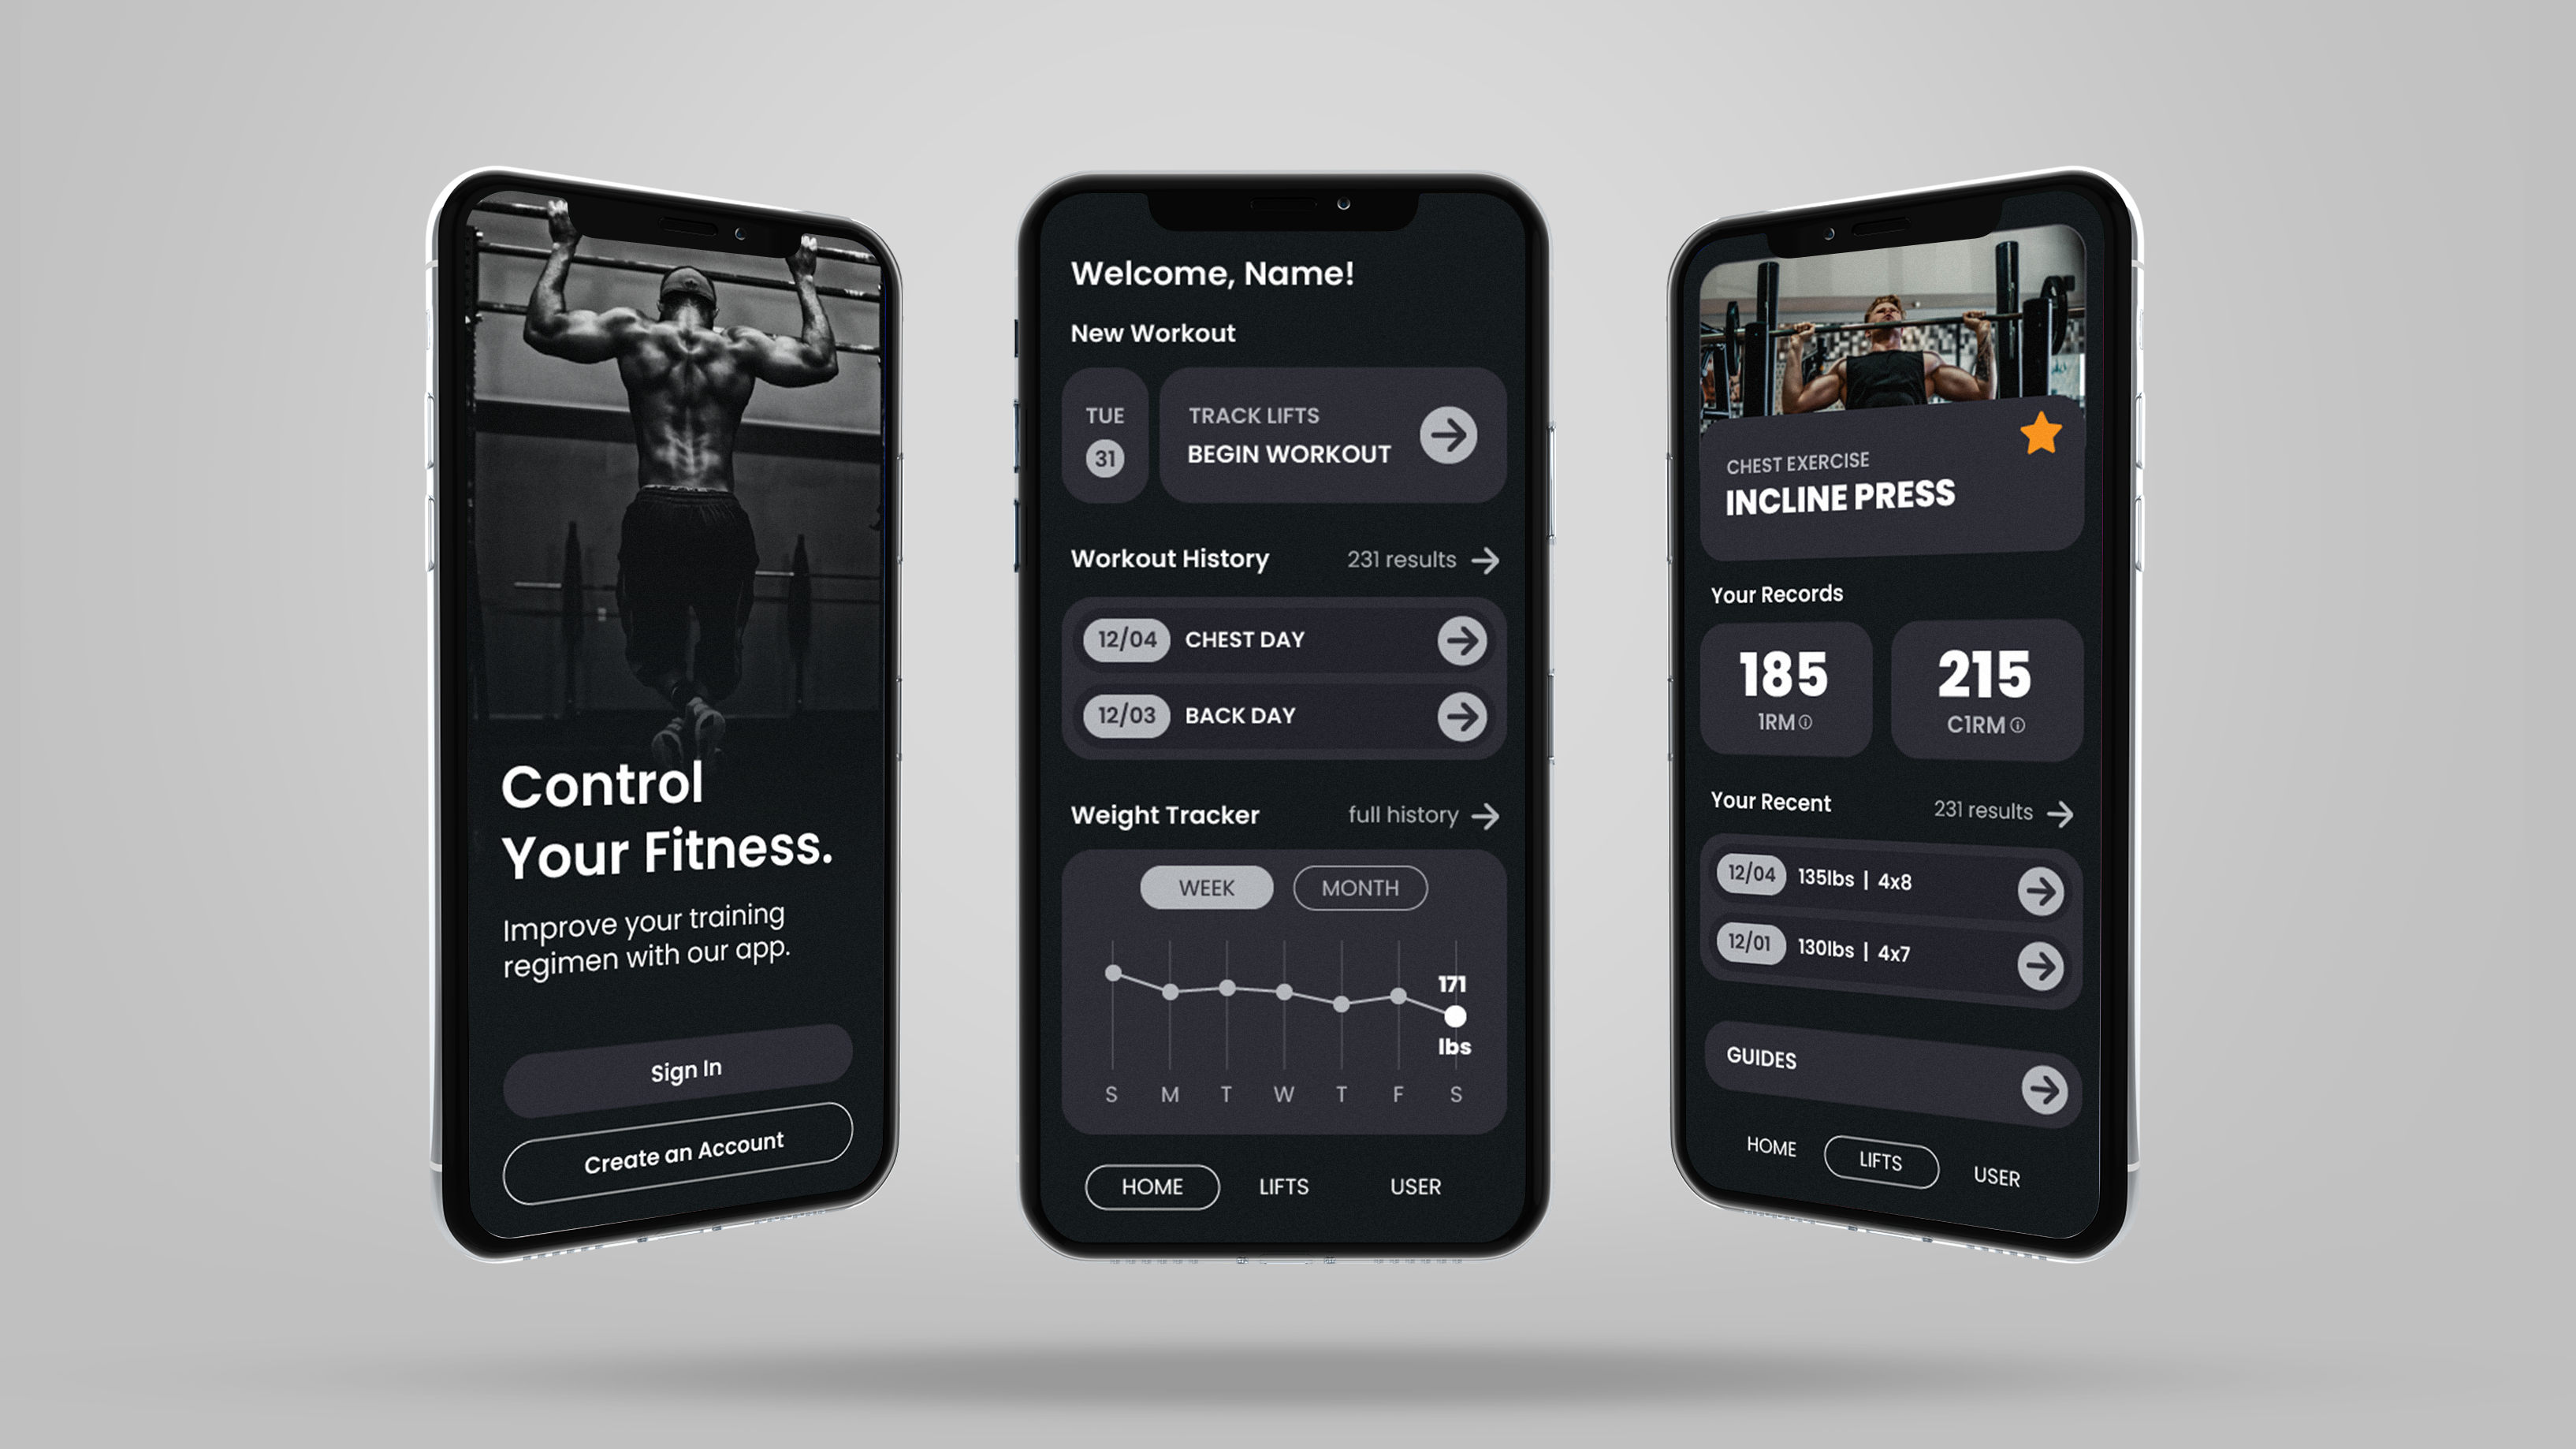 Control
Your Fitness.
Improve your training
regimen with our app.
Sign In
Create an Account
Welcome, Name!
New Workout
TUE
31
TRACK LIFTS
BEGIN WORKOUT
Workout History
231 results
12/04 CHEST DAY
12/03 BACK DAY
Weight Tracker
full history
WEEK
MONTH
171
lbs
S M T W T F S
HOME LIFTS USER
CHEST EXERCISE
INCLINE PRESS
Your Records
185
1RM
215
C1RM
Your Recent
231 results
12/04 135lbs | 4x8
12/01 130lbs | 4x7
GUIDES
HOME LIFTS USER